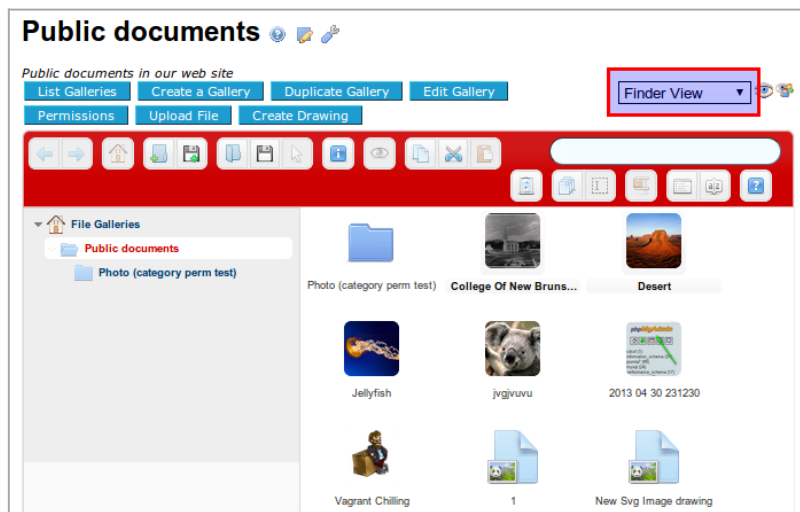 Public documents
Public documents in our web site
List Galleries Create a Gallery Duplicate Gallery Edit Gallery
Finder View
Permissions Upload File Create Drawing
File Galleries
Public documents
Photo (category perm test)
Photo (category perm test) College Of New Bruns... Desert
phpMyAdmin
Jellyfish jvgjvuvu 2013 04 30 231230
Vagrant Chilling 1 New Svg Image drawing